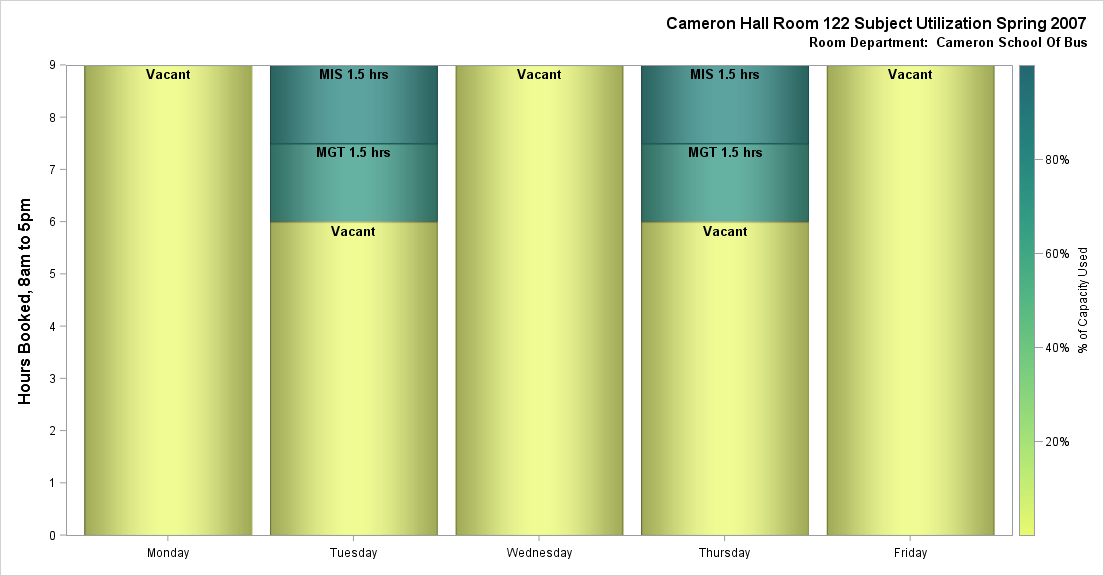 Cameron Hall Room 122 Subject Utilization Spring 2007
Room Department:  Cameron School Of Bus
Hours Booked, 8am to 5pm
9
8
7
6
5
4
3
2
1
0
Vacant
MIS 1.5 hrs
MGT 1.5 hrs
Vacant
Vacant
MIS 1.5 hrs
MGT 1.5 hrs
Vacant
Vacant
Monday
Tuesday
Wednesday
Thursday
Friday
80%
60%
40%
20%
% of Capacity Used